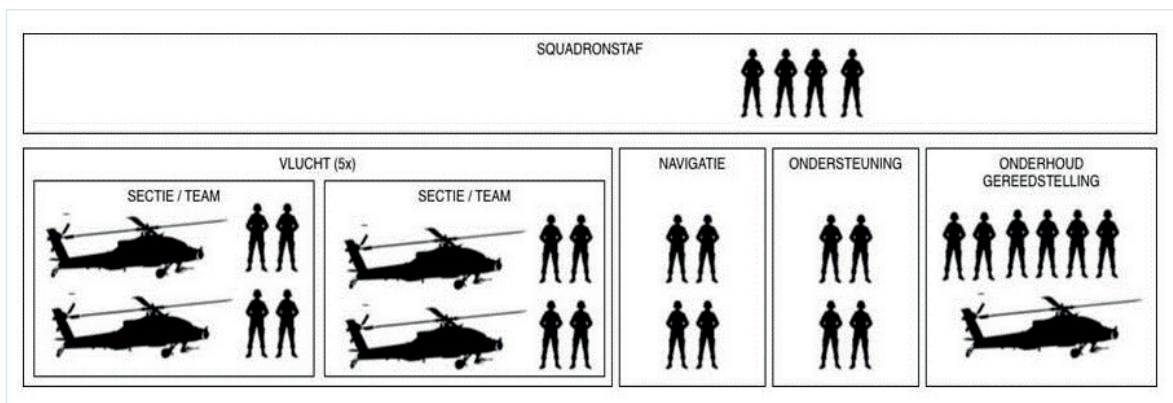 SQUADRONSTAF
VLUCHT (5x)
SECTIE / TEAM
SECTIE / TEAM
NAVIGATIE
ONDERSTEUNING
ONDERHOUD
GEREEDSTELLING